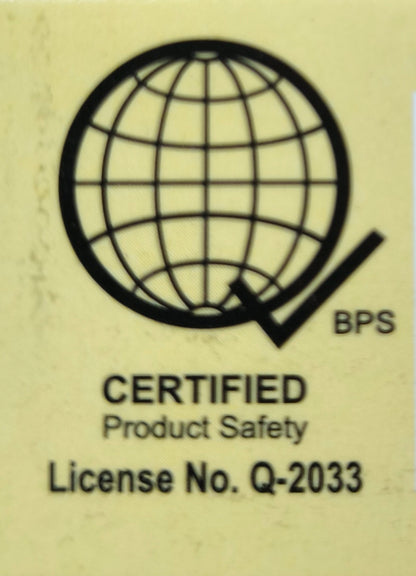 BPS
CERTIFIED
Product Safety
License No. Q-2033